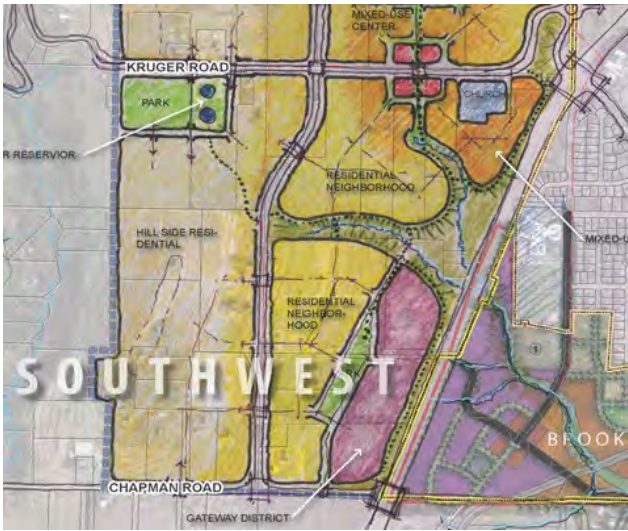 MIXED-USE
CENTER
KRUGER ROAD
PARK
CHURCH
R RESERVIOR
RESIDENTIAL
NEIGHBORHOOD
MIXED-U
HILL SIDE RESI-
DENTIAL
RESIDENTIAL
NEIGHBOR-
HOOD
SOUTHWEST
BROOK
CHAPMAN ROAD
GATEWAY DISTRICT